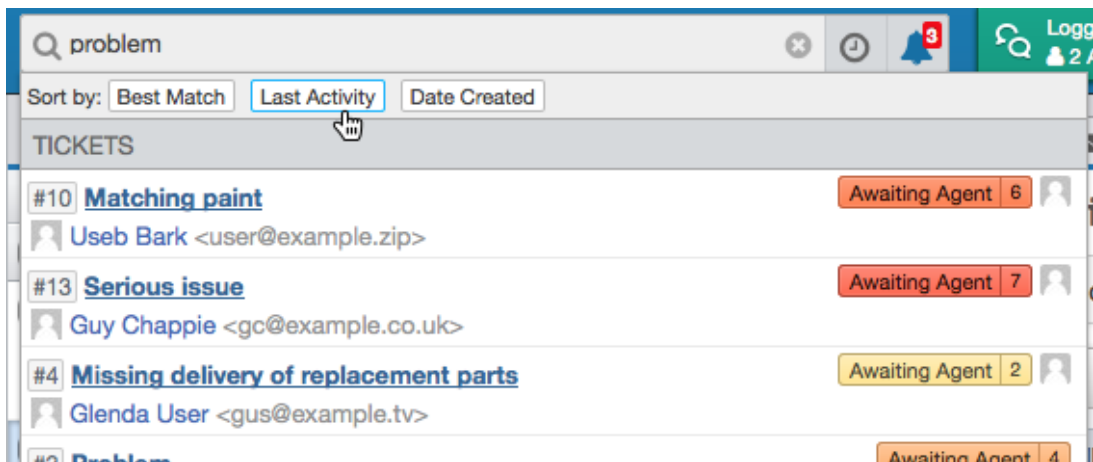 problem
3
Logg
2 A
Sort by: Best Match Last Activity Date Created
TICKETS
#10 Matching paint Awaiting Agent 6
Useb Bark <user@example.zip>
#13 Serious issue Awaiting Agent 7
Guy Chappie <gc@example.co.uk>
#4 Missing delivery of replacement parts Awaiting Agent 2
Glenda User <gus@example.tv>
Problem Awaiting Agent 4